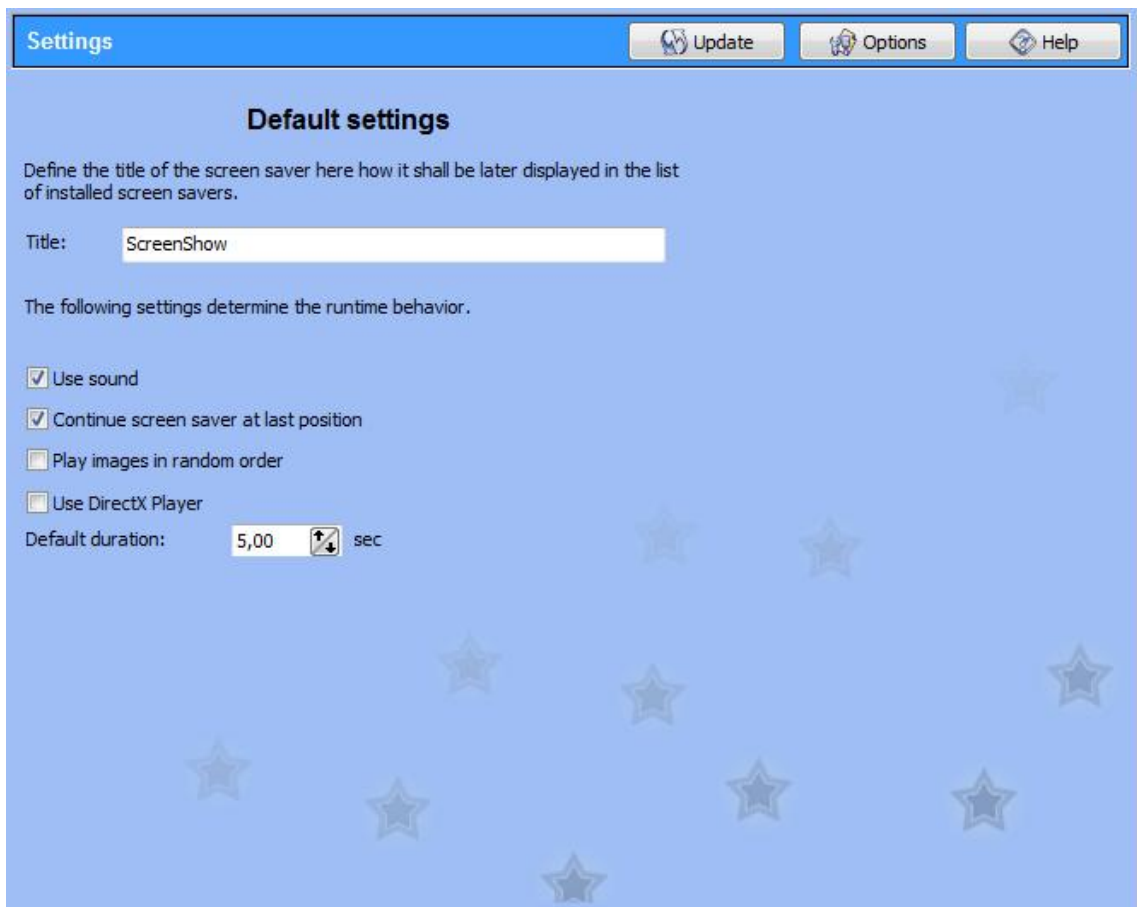 Settings
Update
Options
Help
Default settings
Define the title of the screen saver here how it shall be later displayed in the list
of installed screen savers.
Title: ScreenShow
The following settings determine the runtime behavior.
Use sound
Continue screen saver at last position
Play images in random order
Use DirectX Player
Default duration: 5,00 sec